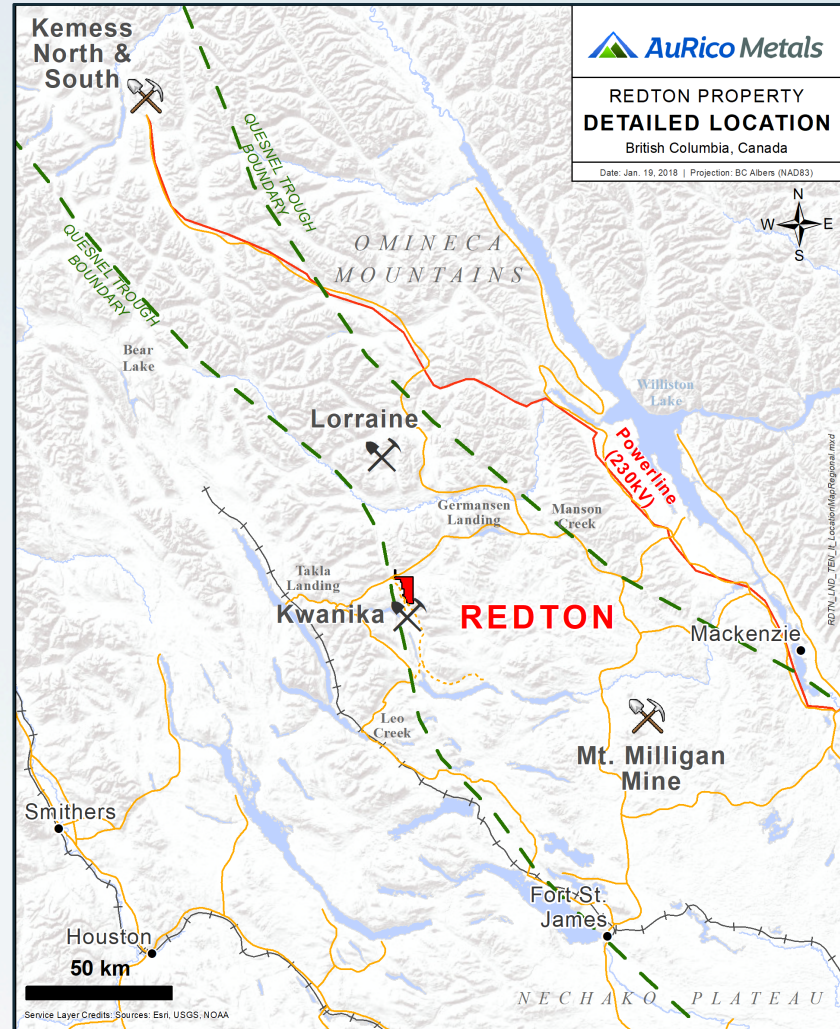 Kemess
North &
South
AuRico Metals
REDTON PROPERTY
DETAILED LOCATION
British Columbia, Canada
Date: Jan. 19, 2018 | Projection: BC Albers (NAD83)
N
W E
S
QUESNEL TROUGH
BOUNDARY
QUESNEL TROUGH
BOUNDARY
OMINECA
MOUNTAINS
Bear
Lake
Williston
Lake
Lorraine
Powerline
(230kV)
Germansen
Landing
Manson
Creek
RDTN_LND_TEN_lt_LocationMapRegional.mxd
Takla
Landing
Kwanika
REDTON
Mackenzie
Leo
Creek
Mt. Milligan
Mine
Smithers
Fort St.
James
Houston
50 km
NECHAKO PLATEAU
Service Layer Credits: Sources: Esri, USGS, NOAA